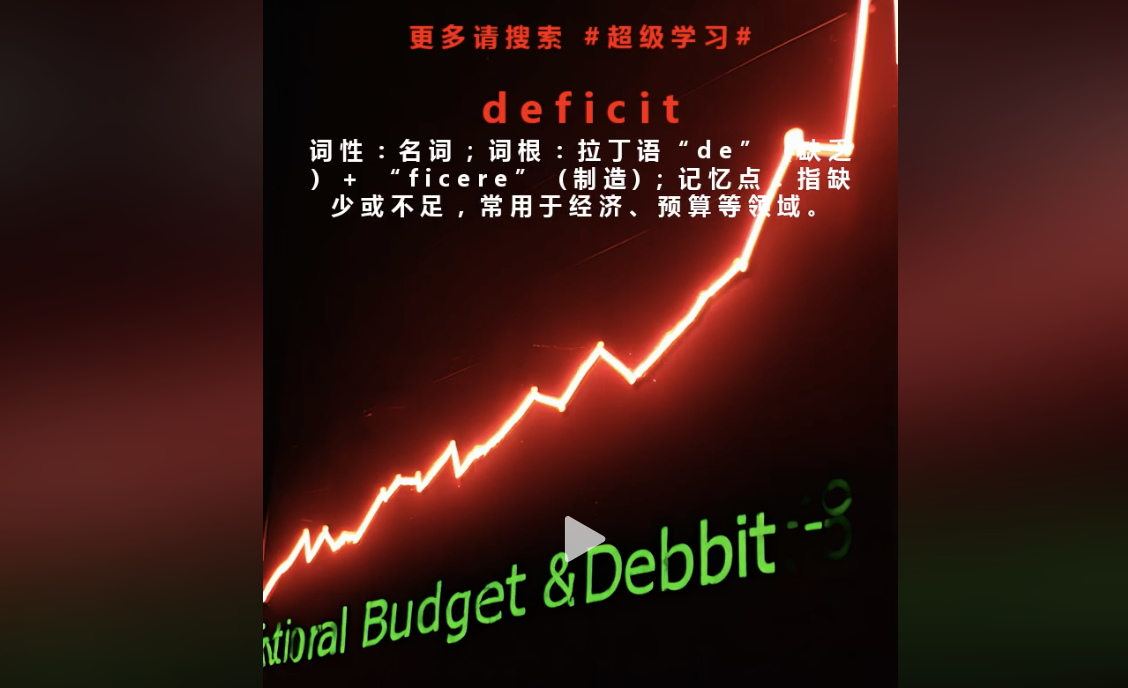 更多请搜索 #超级学习#
deficit
词性：名词；词根：拉丁语“de”（缺乏
）+ “ficere”（制造）；记忆点：指缺
少或不足，常用于经济、预算等领域。
Budget &Debbit